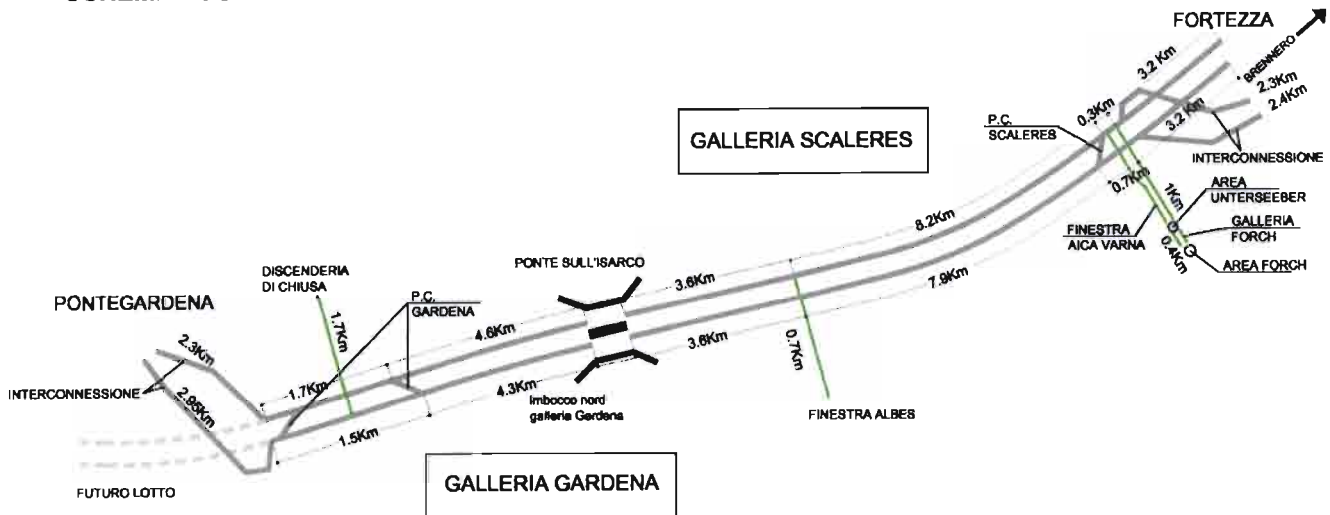 FORTEZZA
BRENNERO
3.2 Km
2.3Km
2.4Km
0.3Km
3.2 Km
P.C.
SCALERES
GALLERIA SCALERES
INTERCONNESSIONE
0.7Km
1Km
AREA
UNTERSEEBER
GALLERIA
FORCH
FINESTRA
AICA VARNA
0.4Km
AREA FORCH
8.2Km
7.9Km
PONTE SULL'ISARCO
3.6Km
3.6Km
0.7Km
FINESTRA ALBES
DISCENDERIA
DI CHIUSA
P.C.
GARDENA
PONTEGARDENA
1.7Km
4.6Km
2.3Km
1.7Km
INTERCONNESSIONE
2.95Km
4.3Km
Imbocco nord
galleria Gardena
1.5Km
GALLERIA GARDENA
FUTURO LOTTO